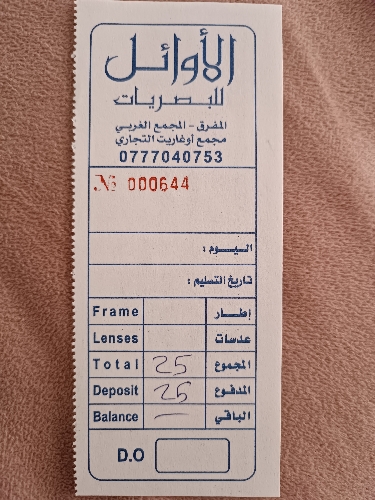 الأوائل
للبصريات
المفرق - المجمع الغربي
مجمع أوغاريت التجاري
0777040753
№ 000644
اليوم :
تاريخ التسليم :
Frame إطار
Lenses عدسات
Total 25 المجموع
Deposit 25 المدفوع
Balance — الباقي
D.O